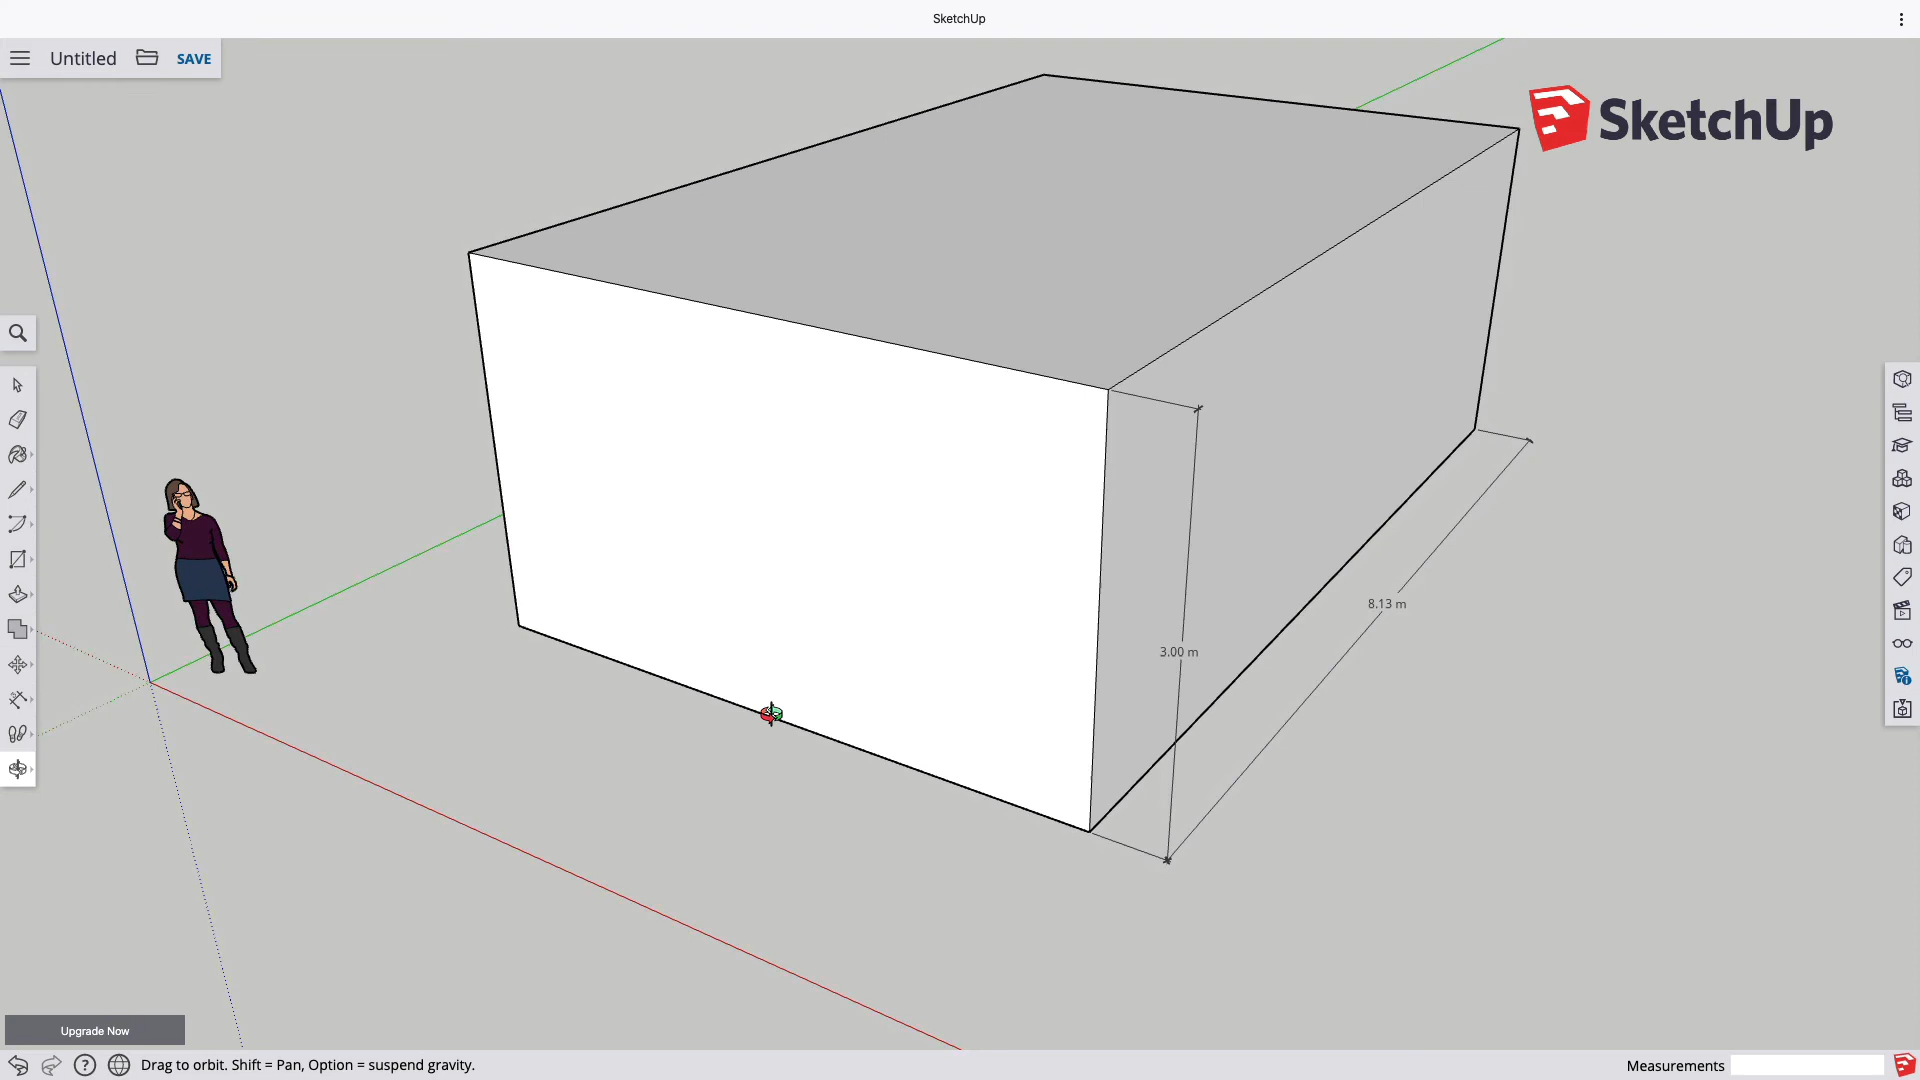 SketchUp
Untitled
SAVE
SketchUp
8.13 m
3.00 m
Upgrade Now
Drag to orbit. Shift = Pan, Option = suspend gravity.
Measurements